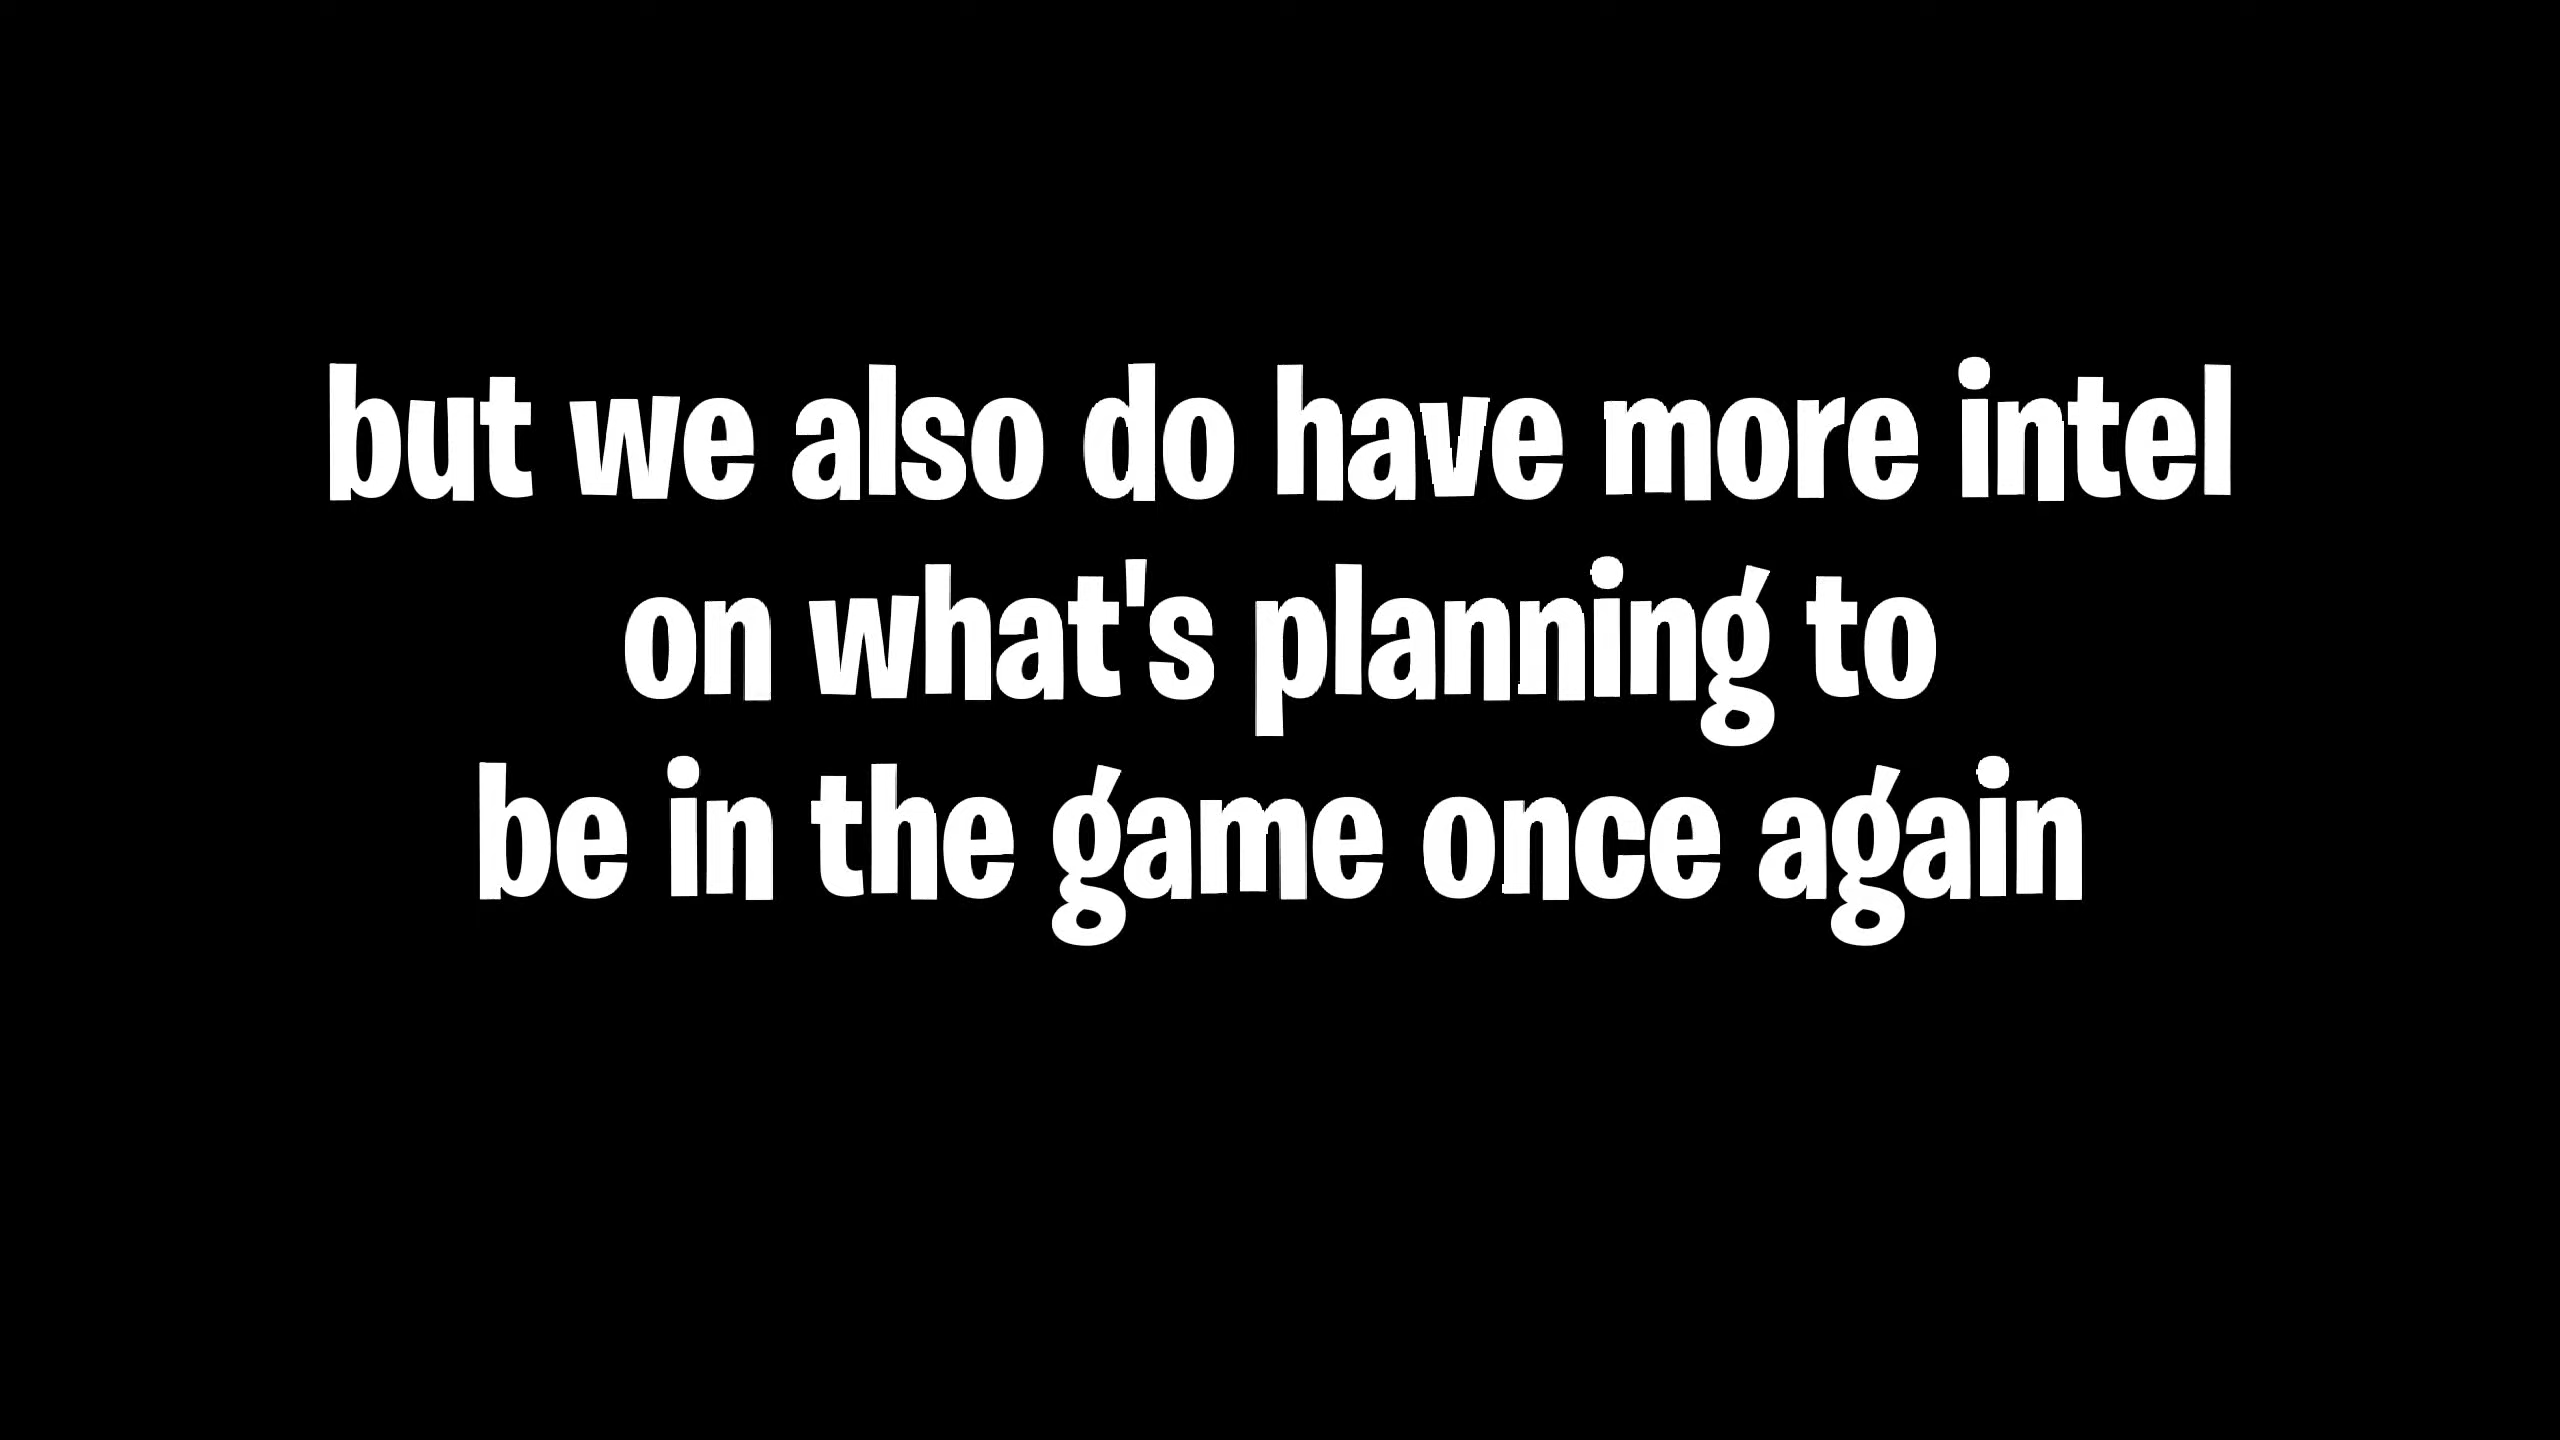 but we also do have more intel
on what's planning to
be in the game once again